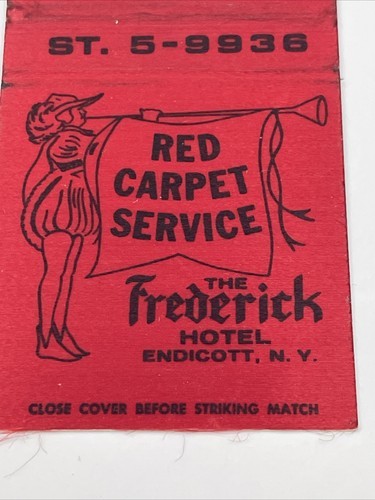 ST. 5-9936
RED
CARPET
SERVICE
THE
Frederick
HOTEL
ENDICOTT, N. Y.
CLOSE COVER BEFORE STRIKING MATCH